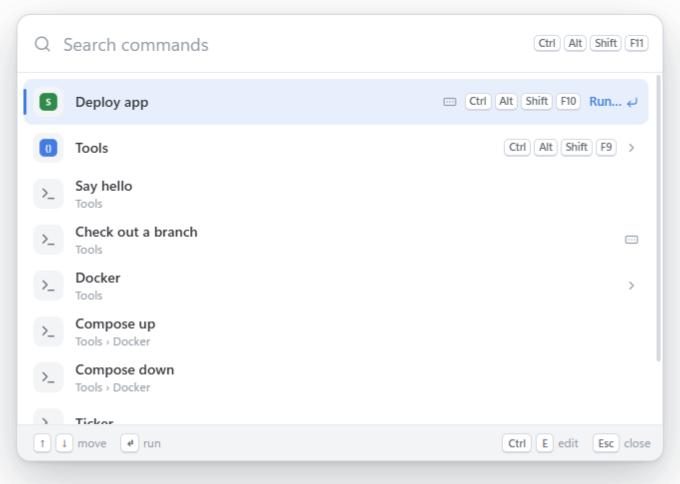 Search commands Ctrl Alt Shift F11
S Deploy app Ctrl Alt Shift F10 Run... ↵
{} Tools Ctrl Alt Shift F9 ›
>_ Say hello
Tools
>_ Check out a branch
Tools
>_ Docker ›
Tools
>_ Compose up
Tools › Docker
>_ Compose down
Tools › Docker
Ticker
↑ ↓ move ↵ run Ctrl E edit Esc close